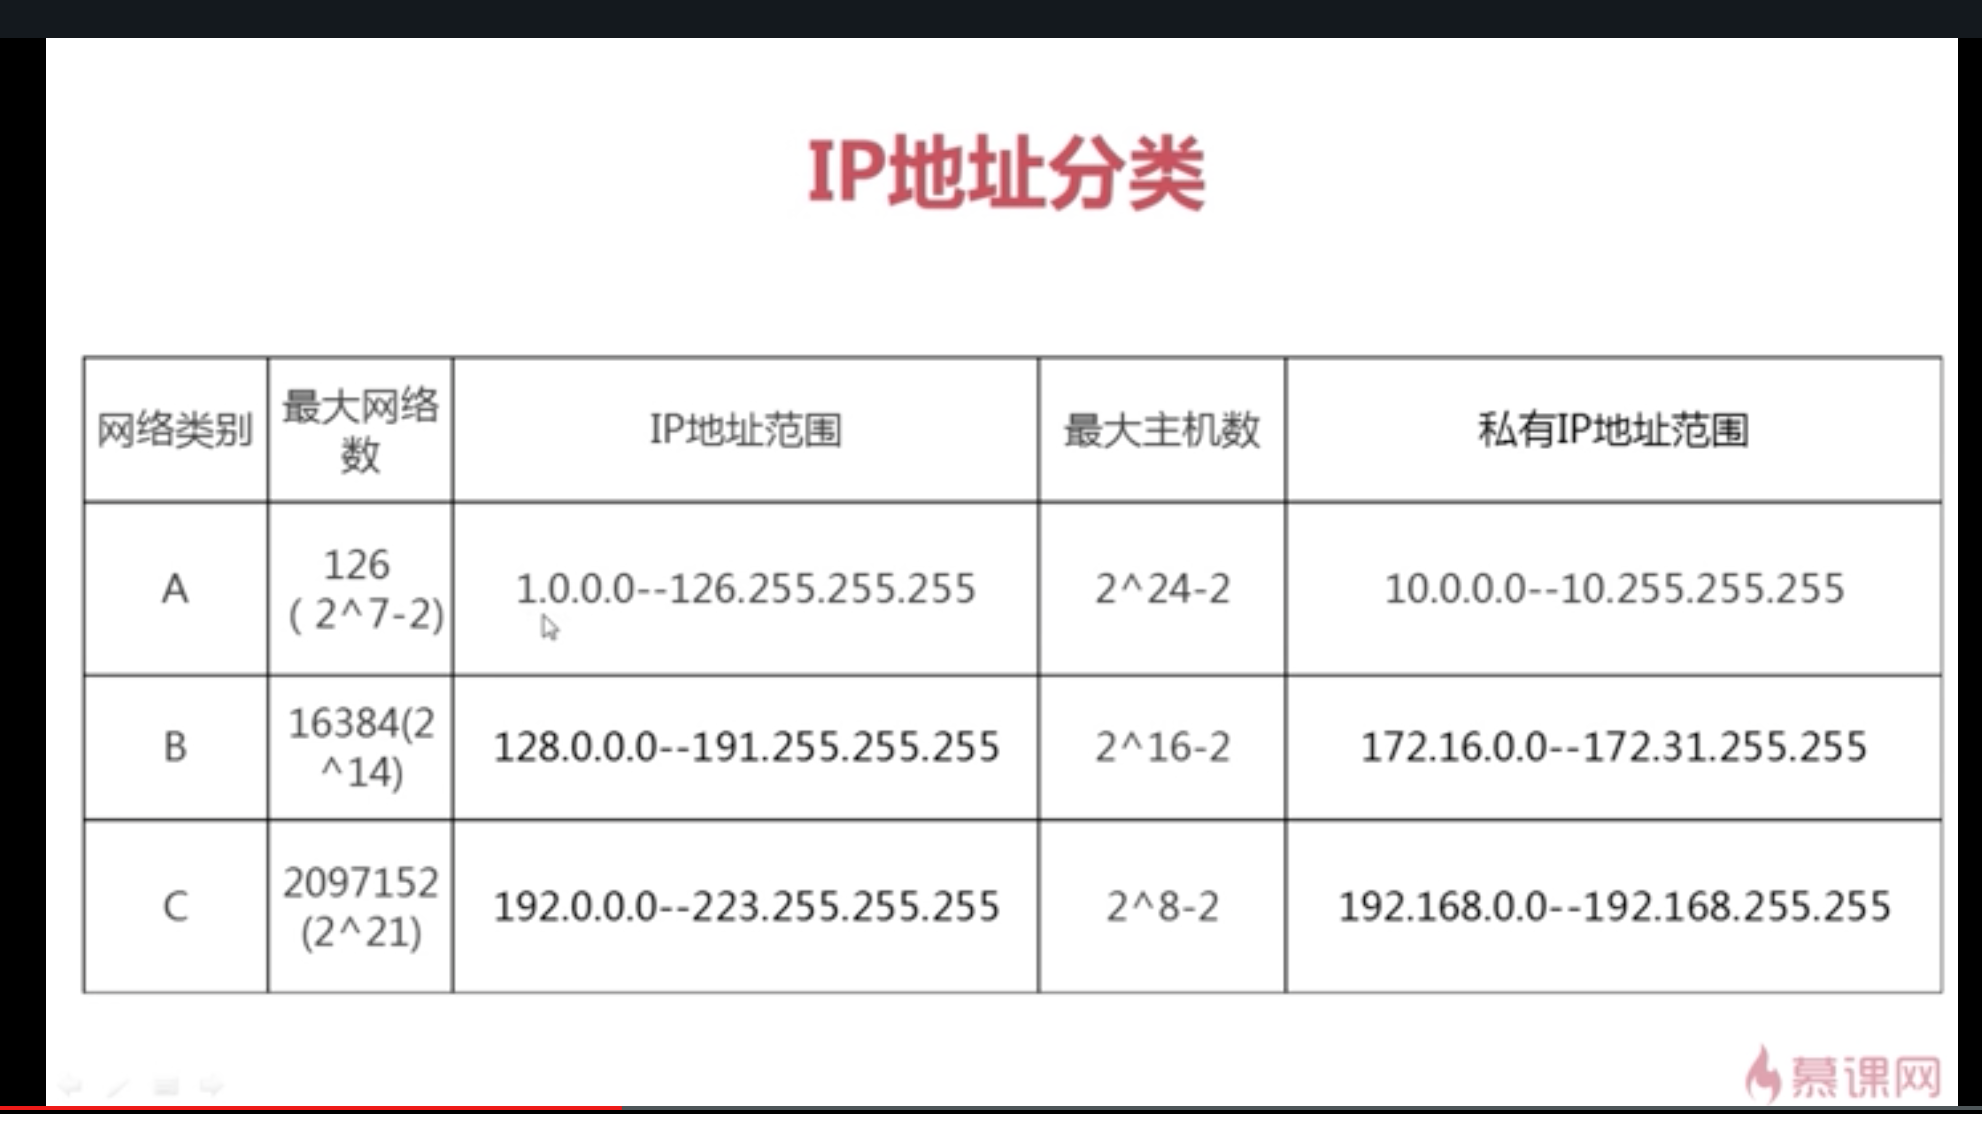 IP地址分类
网络类别
最大网络
数
IP地址范围
最大主机数
私有IP地址范围
A
126
( 2^7-2)
1.0.0.0--126.255.255.255
2^24-2
10.0.0.0--10.255.255.255
B
16384(2
^14)
128.0.0.0--191.255.255.255
2^16-2
172.16.0.0--172.31.255.255
C
2097152
(2^21)
192.0.0.0--223.255.255.255
2^8-2
192.168.0.0--192.168.255.255
慕课网